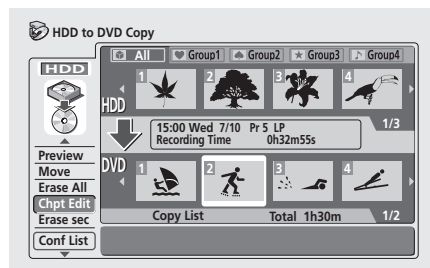 HDD to DVD Copy
HDD
All Group1 Group2 Group3 Group4
HDD 1 2 3 4
1/3
15:00 Wed 7/10 Pr 5 LP
Recording Time 0h32m55s
Preview
Move
Erase All
Chpt Edit
Erase sec
Conf List
DVD 1 2 3 4
Copy List Total 1h30m 1/2